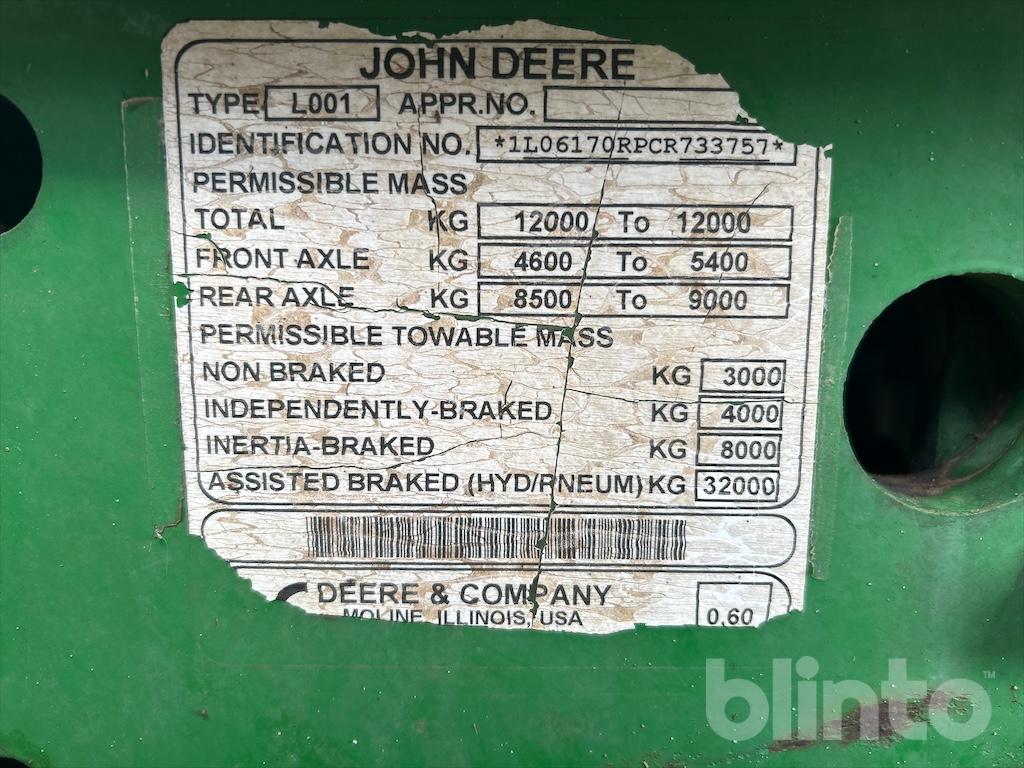 JOHN DEERE
TYPE L001 APPR.NO.
IDENTIFICATION NO. *1L06170RPCR733757*
PERMISSIBLE MASS
TOTAL KG 12000 To 12000
FRONT AXLE KG 4600 To 5400
REAR AXLE KG 8500 To 9000
PERMISSIBLE TOWABLE MASS
NON BRAKED KG 3000
INDEPENDENTLY-BRAKED KG 4000
INERTIA-BRAKED KG 8000
ASSISTED BRAKED (HYD/PNEUM) KG 32000
DEERE & COMPANY
MOLINE, ILLINOIS, USA 0,60
blinto™